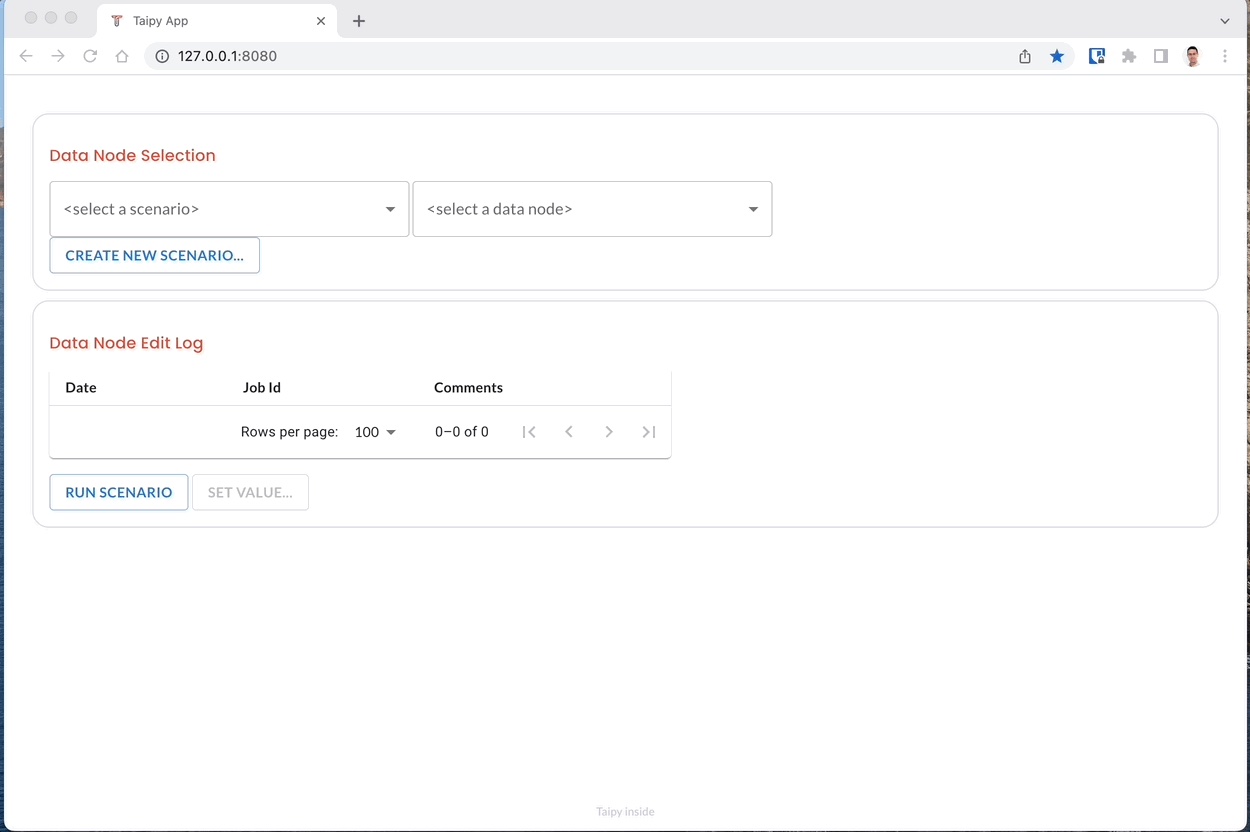 Taipy App
127.0.0.1:8080
Data Node Selection
<select a scenario> <select a data node>
CREATE NEW SCENARIO...
Data Node Edit Log
Date Job Id Comments
Rows per page: 100 0–0 of 0
RUN SCENARIO SET VALUE...
Taipy inside